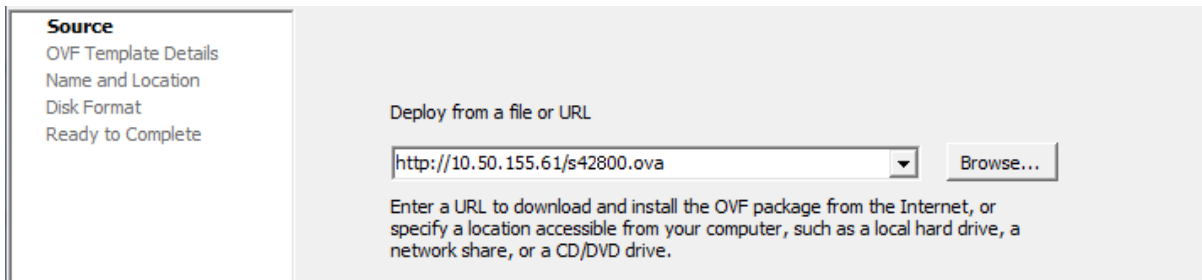 Source
OVF Template Details
Name and Location
Disk Format
Ready to Complete
Deploy from a file or URL
http://10.50.155.61/s42800.ova
Browse...
Enter a URL to download and install the OVF package from the Internet, or
specify a location accessible from your computer, such as a local hard drive, a
network share, or a CD/DVD drive.